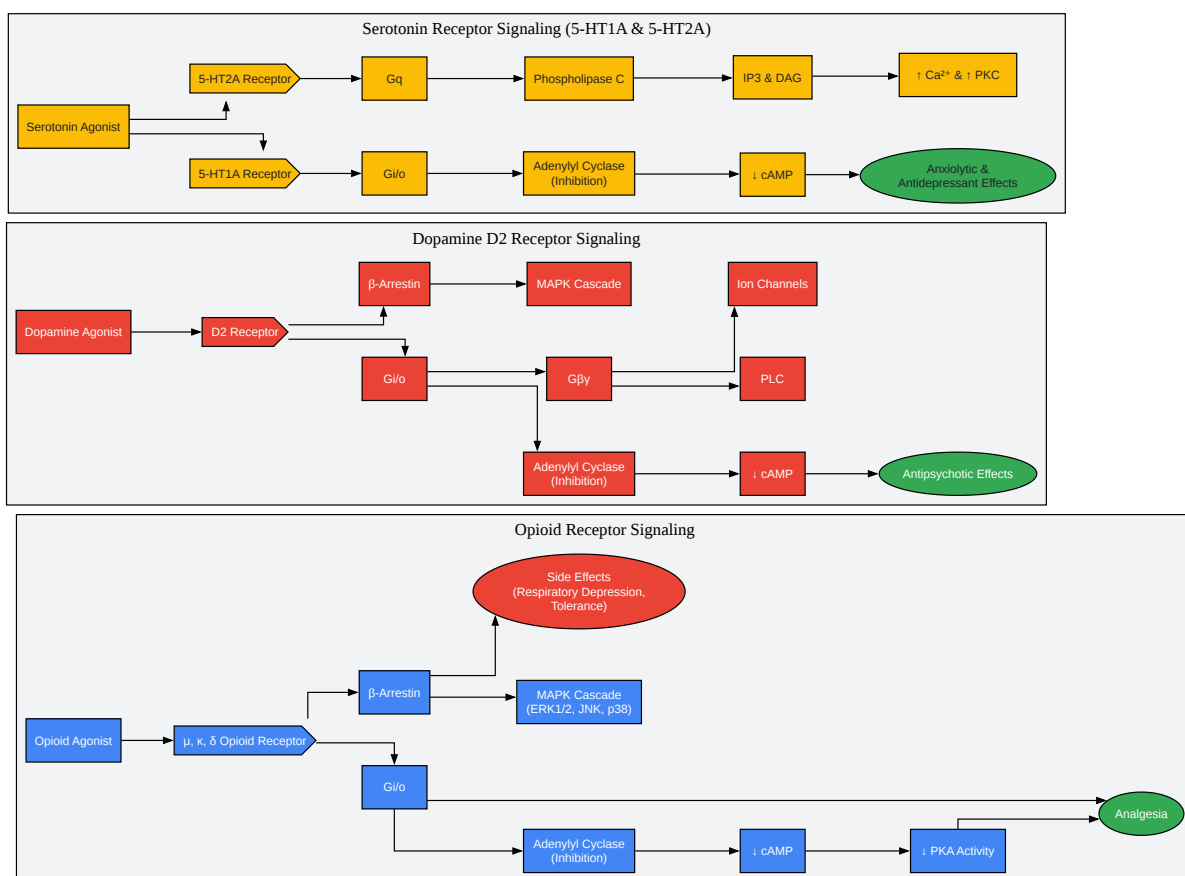 Serotonin Receptor Signaling (5-HT1A & 5-HT2A)
5-HT2A Receptor
Gq
Phospholipase C
IP3 & DAG
↑ Ca²⁺ & ↑ PKC
Serotonin Agonist
5-HT1A Receptor
Gi/o
Adenylyl Cyclase
(Inhibition)
↓ cAMP
Anxiolytic &
Antidepressant Effects
Dopamine D2 Receptor Signaling
β-Arrestin
MAPK Cascade
Ion Channels
Dopamine Agonist
D2 Receptor
Gi/o
Gβγ
PLC
Adenylyl Cyclase
(Inhibition)
↓ cAMP
Antipsychotic Effects
Opioid Receptor Signaling
Side Effects
(Respiratory Depression,
Tolerance)
β-Arrestin
MAPK Cascade
(ERK1/2, JNK, p38)
Opioid Agonist
μ, κ, δ Opioid Receptor
Gi/o
Analgesia
Adenylyl Cyclase
(Inhibition)
↓ cAMP
↓ PKA Activity